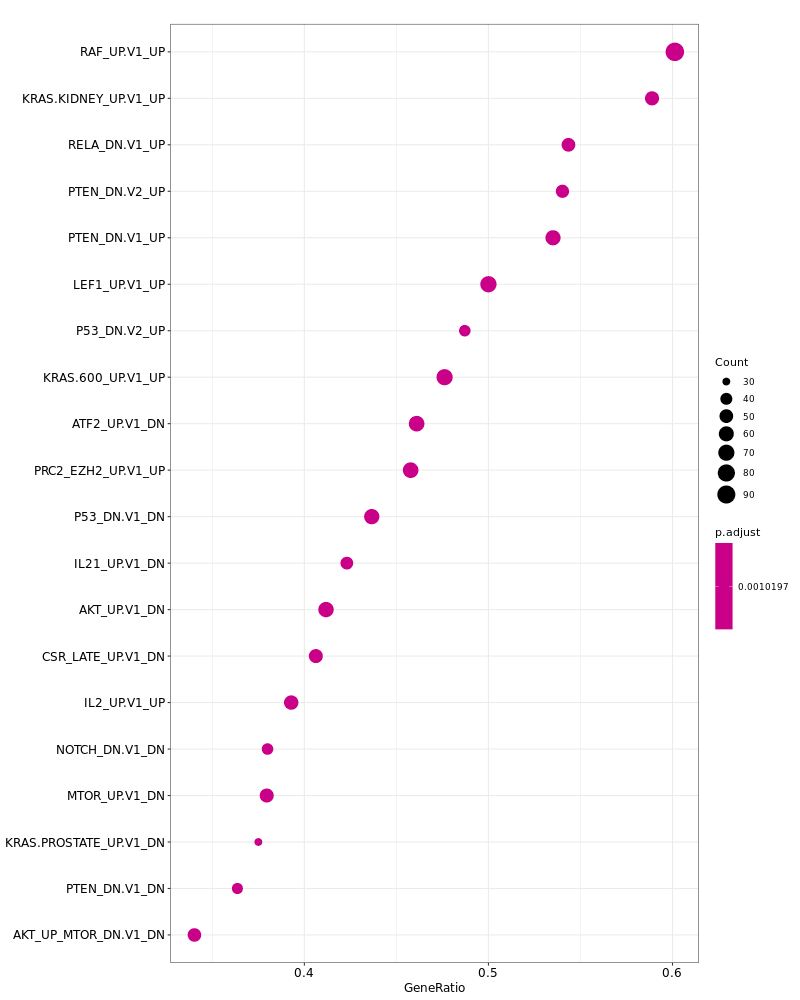 RAF_UP.V1_UP
KRAS.KIDNEY_UP.V1_UP
RELA_DN.V1_UP
PTEN_DN.V2_UP
PTEN_DN.V1_UP
LEF1_UP.V1_UP
P53_DN.V2_UP
KRAS.600_UP.V1_UP
ATF2_UP.V1_DN
PRC2_EZH2_UP.V1_UP
P53_DN.V1_DN
IL21_UP.V1_DN
AKT_UP.V1_DN
CSR_LATE_UP.V1_DN
IL2_UP.V1_UP
NOTCH_DN.V1_DN
MTOR_UP.V1_DN
KRAS.PROSTATE_UP.V1_DN
PTEN_DN.V1_DN
AKT_UP_MTOR_DN.V1_DN
0.4 0.5 0.6
GeneRatio
Count
30
40
50
60
70
80
90
p.adjust
0.0010197